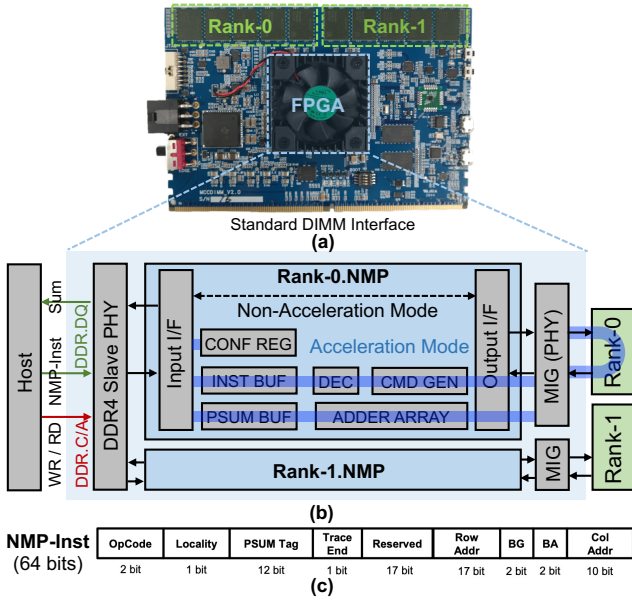 Rank-0
Rank-1
FPGA
MCCDIMM_V2.0
S/N
Standard DIMM Interface
(a)
Host
Sum
NMP-Inst
WR / RD
DDR.DQ
DDR.C/A
DDR4 Slave PHY
Rank-0.NMP
Input I/F
Non-Acceleration Mode
Output I/F
CONF REG
Acceleration Mode
INST BUF
DEC
CMD GEN
PSUM BUF
ADDER ARRAY
MIG (PHY)
Rank-0
Rank-1.NMP
MIG
Rank-1
(b)
NMP-Inst
(64 bits)
OpCode
Locality
PSUM Tag
Trace
End
Reserved
Row
Addr
BG
BA
Col
Addr
2 bit
1 bit
12 bit
1 bit
17 bit
17 bit
2 bit
2 bit
10 bit
(c)